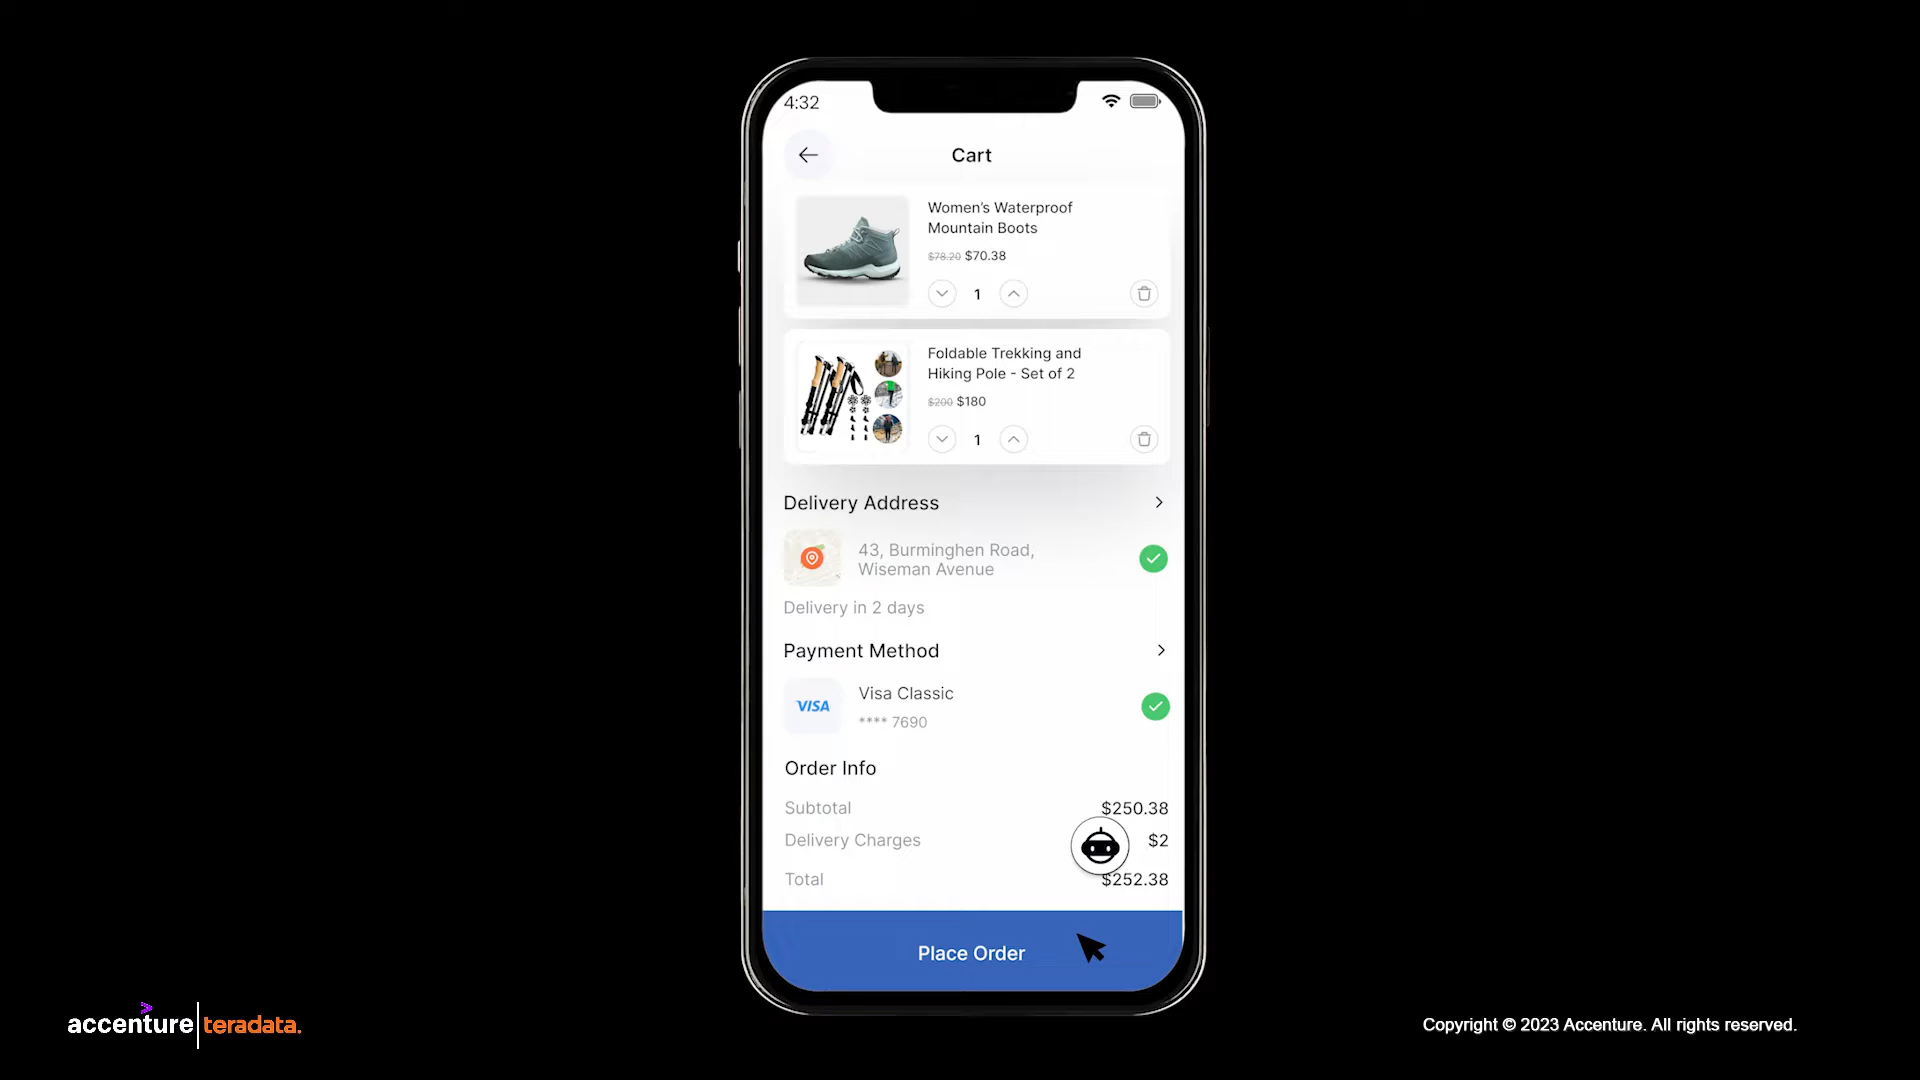 4:32
Cart
Women’s Waterproof
Mountain Boots
$78.20 $70.38
1
Foldable Trekking and
Hiking Pole - Set of 2
$200 $180
1
Delivery Address
43, Burminghen Road,
Wiseman Avenue
Delivery in 2 days
Payment Method
VISA
Visa Classic
**** 7690
Order Info
Subtotal $250.38
Delivery Charges $2
Total $252.38
Place Order
accenture teradata.
Copyright © 2023 Accenture. All rights reserved.